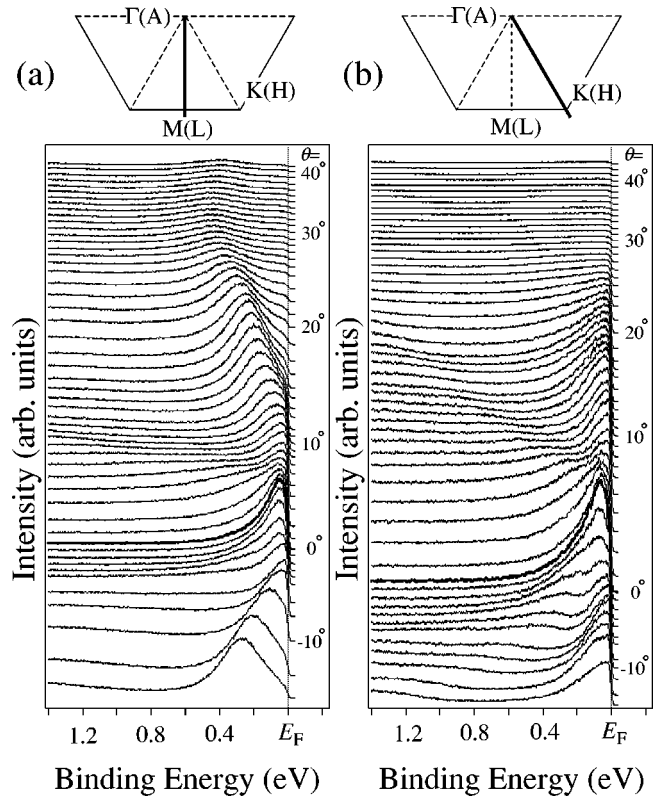 (a)
Γ(A)
K(H)
M(L)
(b)
Γ(A)
K(H)
M(L)
θ=
40°
30°
20°
10°
0°
-10°
Intensity (arb. units)
1.2 0.8 0.4 EF
Binding Energy (eV)
θ=
40°
30°
20°
10°
0°
-10°
Intensity (arb. units)
1.2 0.8 0.4 EF
Binding Energy (eV)